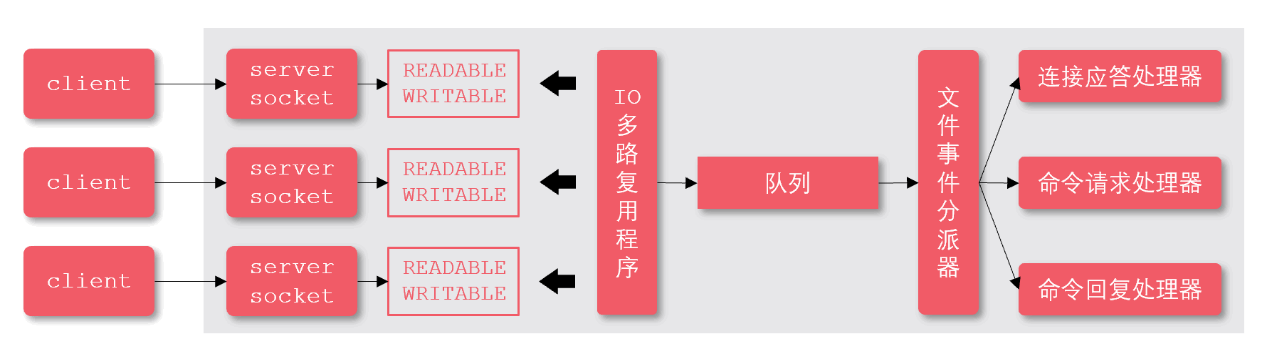 client
server
socket
READABLE
WRITABLE
client
server
socket
READABLE
WRITABLE
client
server
socket
READABLE
WRITABLE
IO
多
路
复
用
程
序
队列
文
件
事
件
分
派
器
连接应答处理器
命令请求处理器
命令回复处理器